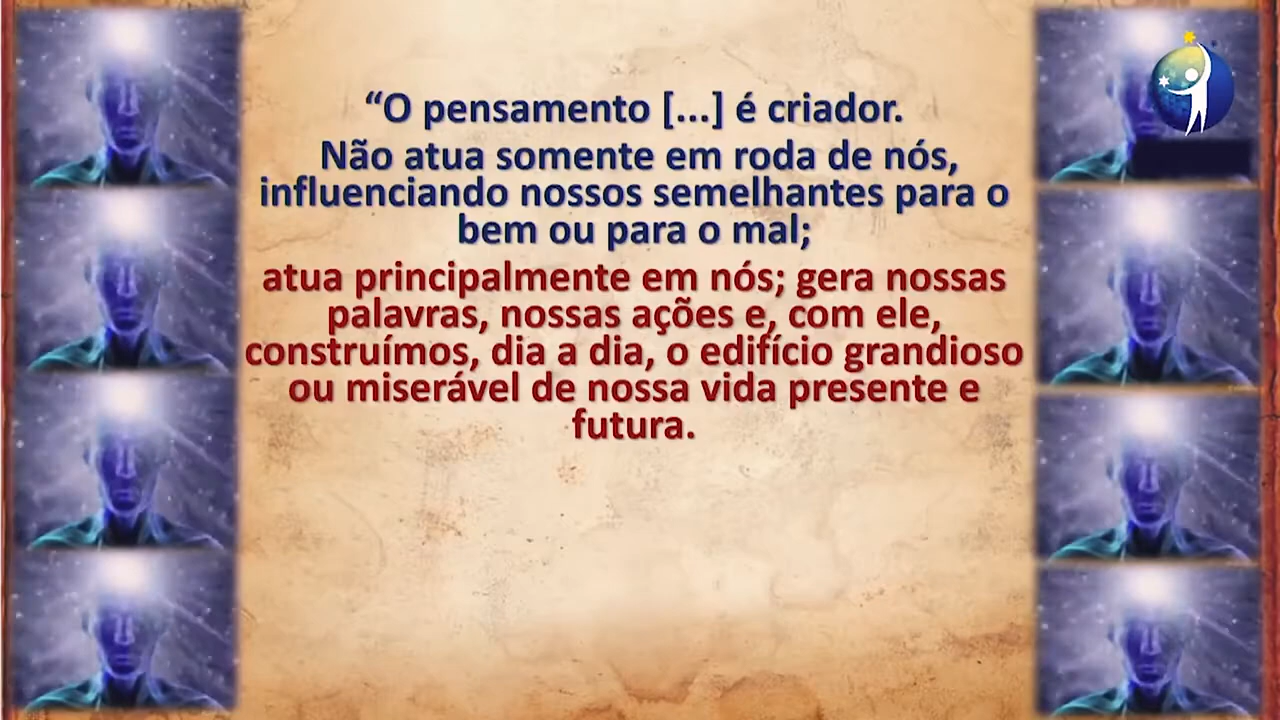 “O pensamento [...] é criador.
Não atua somente em roda de nós,
influenciando nossos semelhantes para o
bem ou para o mal;
atua principalmente em nós; gera nossas
palavras, nossas ações e, com ele,
construímos, dia a dia, o edifício grandioso
ou miserável de nossa vida presente e
futura.